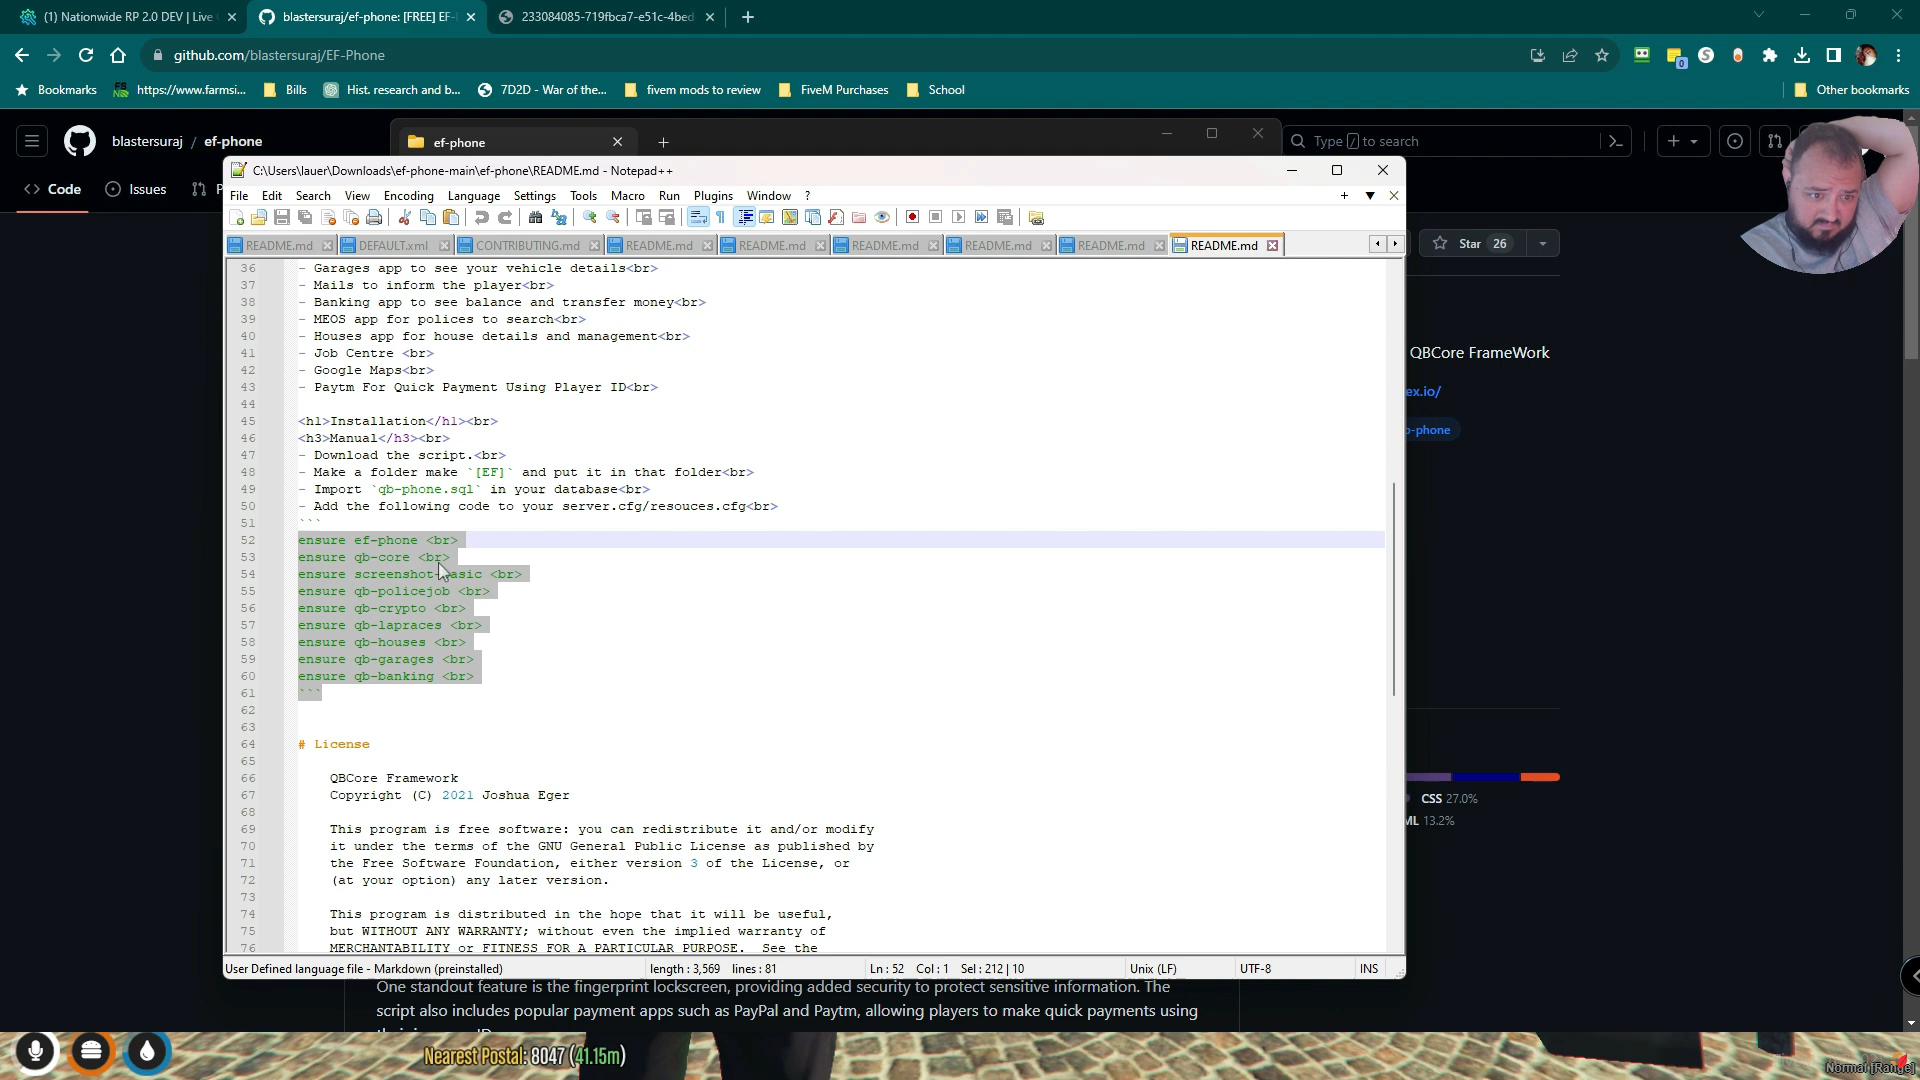 (1) Nationwide RP 2.0 DEV | Live
blastersuraj/ef-phone: [FREE] EF-
233084085-719fbca7-e51c-4bed
github.com/blastersuraj/EF-Phone
0
Bookmarks
https://www.farmsi...
Bills
Hist. research and b...
7D2D - War of the...
fivem mods to review
FiveM Purchases
School
Other bookmarks
blastersuraj / ef-phone
ef-phone
Type / to search
Code
Issues
C:\Users\lauer\Downloads\ef-phone-main\ef-phone\README.md - Notepad++
File Edit Search View Encoding Language Settings Tools Macro Run Plugins Window ?
README.md DEFAULT.xml CONTRIBUTING.md README.md README.md README.md README.md README.md README.md
Star 26
36 - Garages app to see your vehicle details<br>
37 - Mails to inform the player<br>
38 - Banking app to see balance and transfer money<br>
39 - MEOS app for polices to search<br>
40 - Houses app for house details and management<br>
41 - Job Centre <br>
42 - Google Maps<br>
43 - Paytm For Quick Payment Using Player ID<br>
44
45 <h1>Installation</h1><br>
46 <h3>Manual</h3><br>
47 - Download the script.<br>
48 - Make a folder make `[EF]` and put it in that folder<br>
49 - Import `qb-phone.sql` in your database<br>
50 - Add the following code to your server.cfg/resouces.cfg<br>
51 ```
52 ensure ef-phone <br>
53 ensure qb-core <br>
54 ensure screenshot-basic <br>
55 ensure qb-policejob <br>
56 ensure qb-crypto <br>
57 ensure qb-lapraces <br>
58 ensure qb-houses <br>
59 ensure qb-garages <br>
60 ensure qb-banking <br>
61 ```
62
63
64 # License
65
66 QBCore Framework
67 Copyright (C) 2021 Joshua Eger
68
69 This program is free software: you can redistribute it and/or modify
70 it under the terms of the GNU General Public License as published by
71 the Free Software Foundation, either version 3 of the License, or
72 (at your option) any later version.
73
74 This program is distributed in the hope that it will be useful,
75 but WITHOUT ANY WARRANTY; without even the implied warranty of
76 MERCHANTABILITY or FITNESS FOR A PARTICULAR PURPOSE. See the
QBCore FrameWork
ex.io/
-phone
CSS 27.0%
ML 13.2%
User Defined language file - Markdown (preinstalled)
length : 3,569 lines : 81
Ln : 52 Col : 1 Sel : 212 | 10
Unix (LF)
UTF-8
INS
One standout feature is the fingerprint lockscreen, providing added security to protect sensitive information. The
script also includes popular payment apps such as PayPal and Paytm, allowing players to make quick payments using
Nearest Postal: 8047 (41.15m)
Normal [Range]